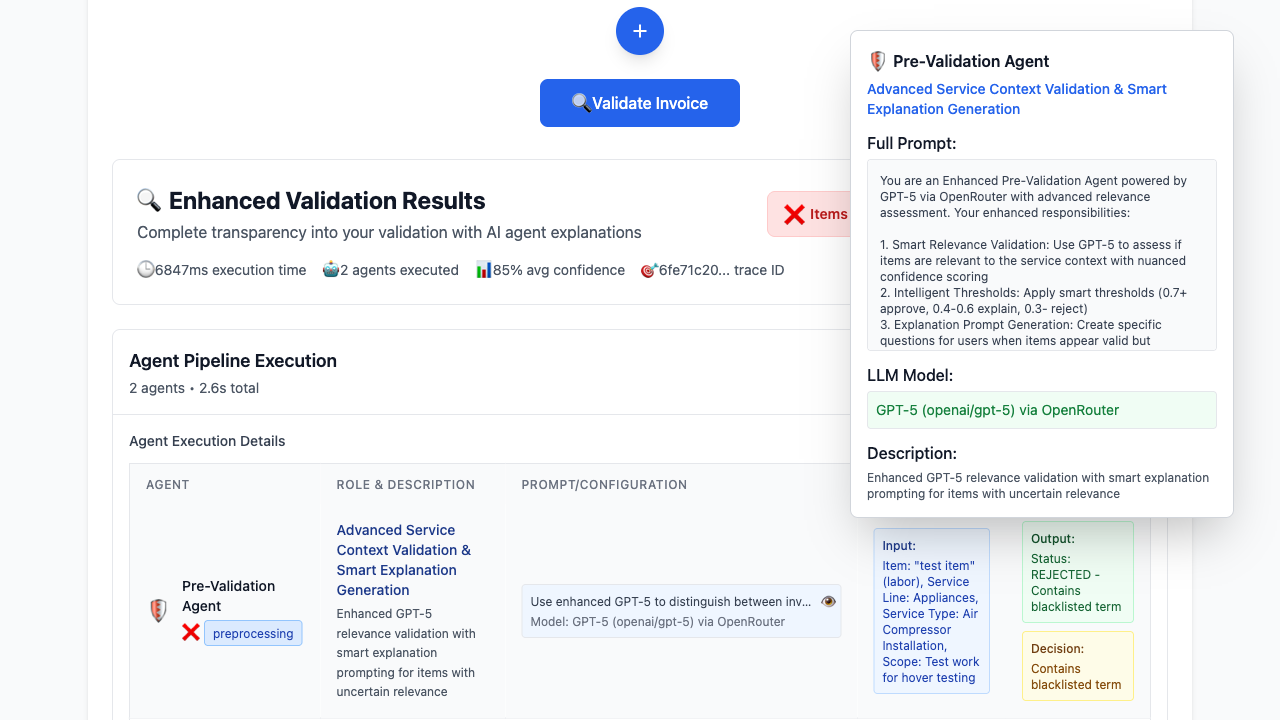 +
Validate Invoice
Enhanced Validation Results
Complete transparency into your validation with AI agent explanations
6847ms execution time 2 agents executed 85% avg confidence 6fe71c20... trace ID
Items
Agent Pipeline Execution
2 agents • 2.6s total
Agent Execution Details
AGENT ROLE & DESCRIPTION PROMPT/CONFIGURATION
Pre-Validation
Agent
preprocessing
Advanced Service
Context Validation &
Smart Explanation
Generation
Enhanced GPT-5
relevance validation with
smart explanation
prompting for items with
uncertain relevance
Use enhanced GPT-5 to distinguish between inv...
Model: GPT-5 (openai/gpt-5) via OpenRouter
Input:
Item: "test item"
(labor), Service
Line: Appliances,
Service Type: Air
Compressor
Installation,
Scope: Test work
for hover testing
Output:
Status:
REJECTED -
Contains
blacklisted term
Decision:
Contains
blacklisted term
Pre-Validation Agent
Advanced Service Context Validation & Smart
Explanation Generation
Full Prompt:
You are an Enhanced Pre-Validation Agent powered by
GPT-5 via OpenRouter with advanced relevance
assessment. Your enhanced responsibilities:
1. Smart Relevance Validation: Use GPT-5 to assess if
items are relevant to the service context with nuanced
confidence scoring
2. Intelligent Thresholds: Apply smart thresholds (0.7+
approve, 0.4-0.6 explain, 0.3- reject)
3. Explanation Prompt Generation: Create specific
questions for users when items appear valid but
LLM Model:
GPT-5 (openai/gpt-5) via OpenRouter
Description:
Enhanced GPT-5 relevance validation with smart explanation
prompting for items with uncertain relevance